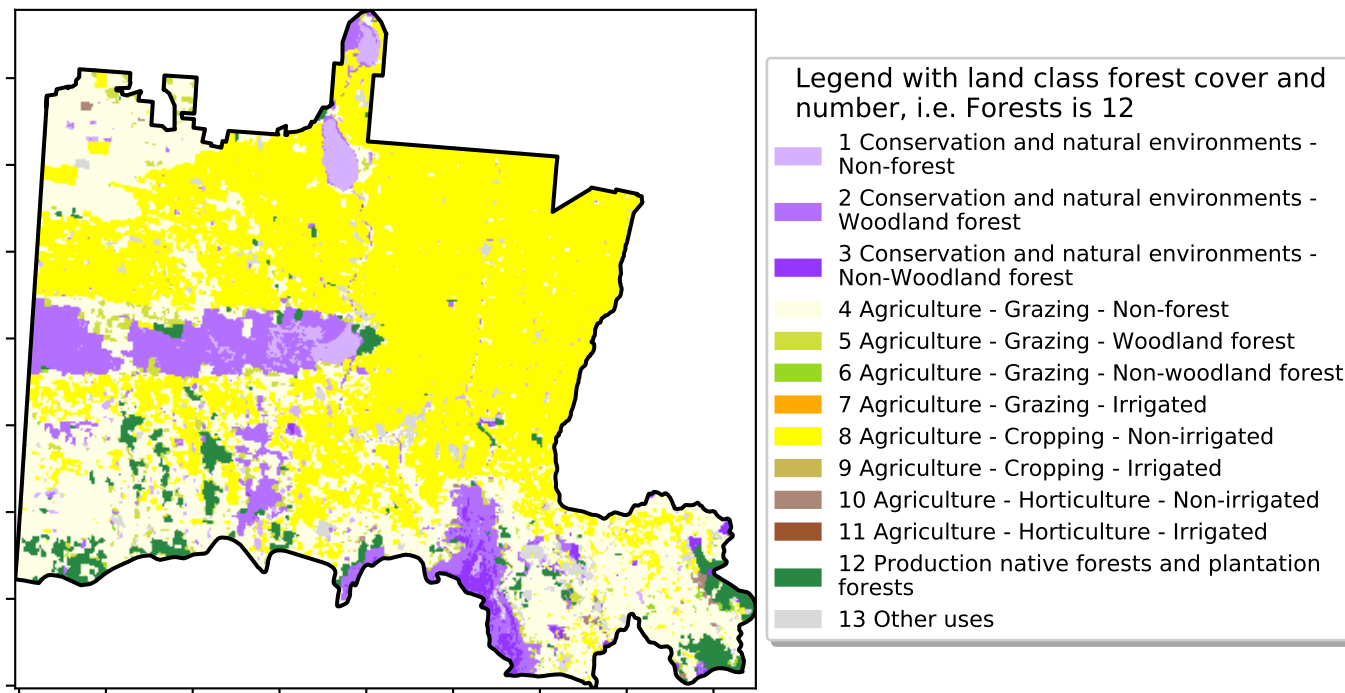 Legend with land class forest cover and
number, i.e. Forests is 12
1 Conservation and natural environments -
Non-forest
2 Conservation and natural environments -
Woodland forest
3 Conservation and natural environments -
Non-Woodland forest
4 Agriculture - Grazing - Non-forest
5 Agriculture - Grazing - Woodland forest
6 Agriculture - Grazing - Non-woodland forest
7 Agriculture - Grazing - Irrigated
8 Agriculture - Cropping - Non-irrigated
9 Agriculture - Cropping - Irrigated
10 Agriculture - Horticulture - Non-irrigated
11 Agriculture - Horticulture - Irrigated
12 Production native forests and plantation
forests
13 Other uses